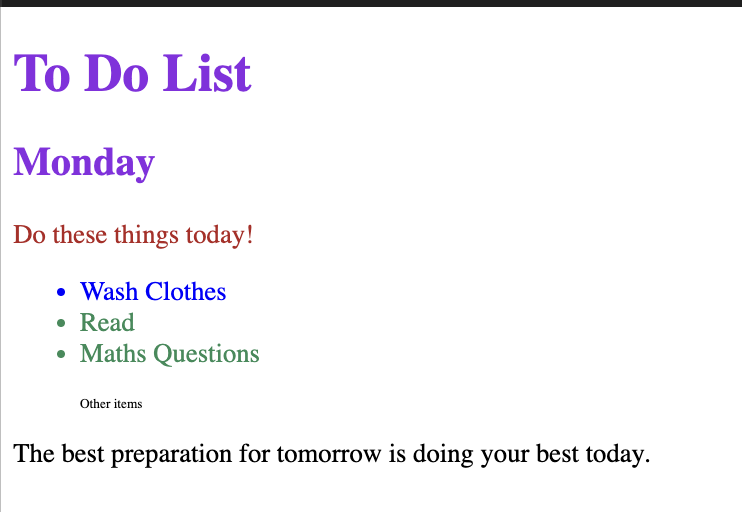 To Do List
Monday
Do these things today!
• Wash Clothes
• Read
• Maths Questions
Other items
The best preparation for tomorrow is doing your best today.